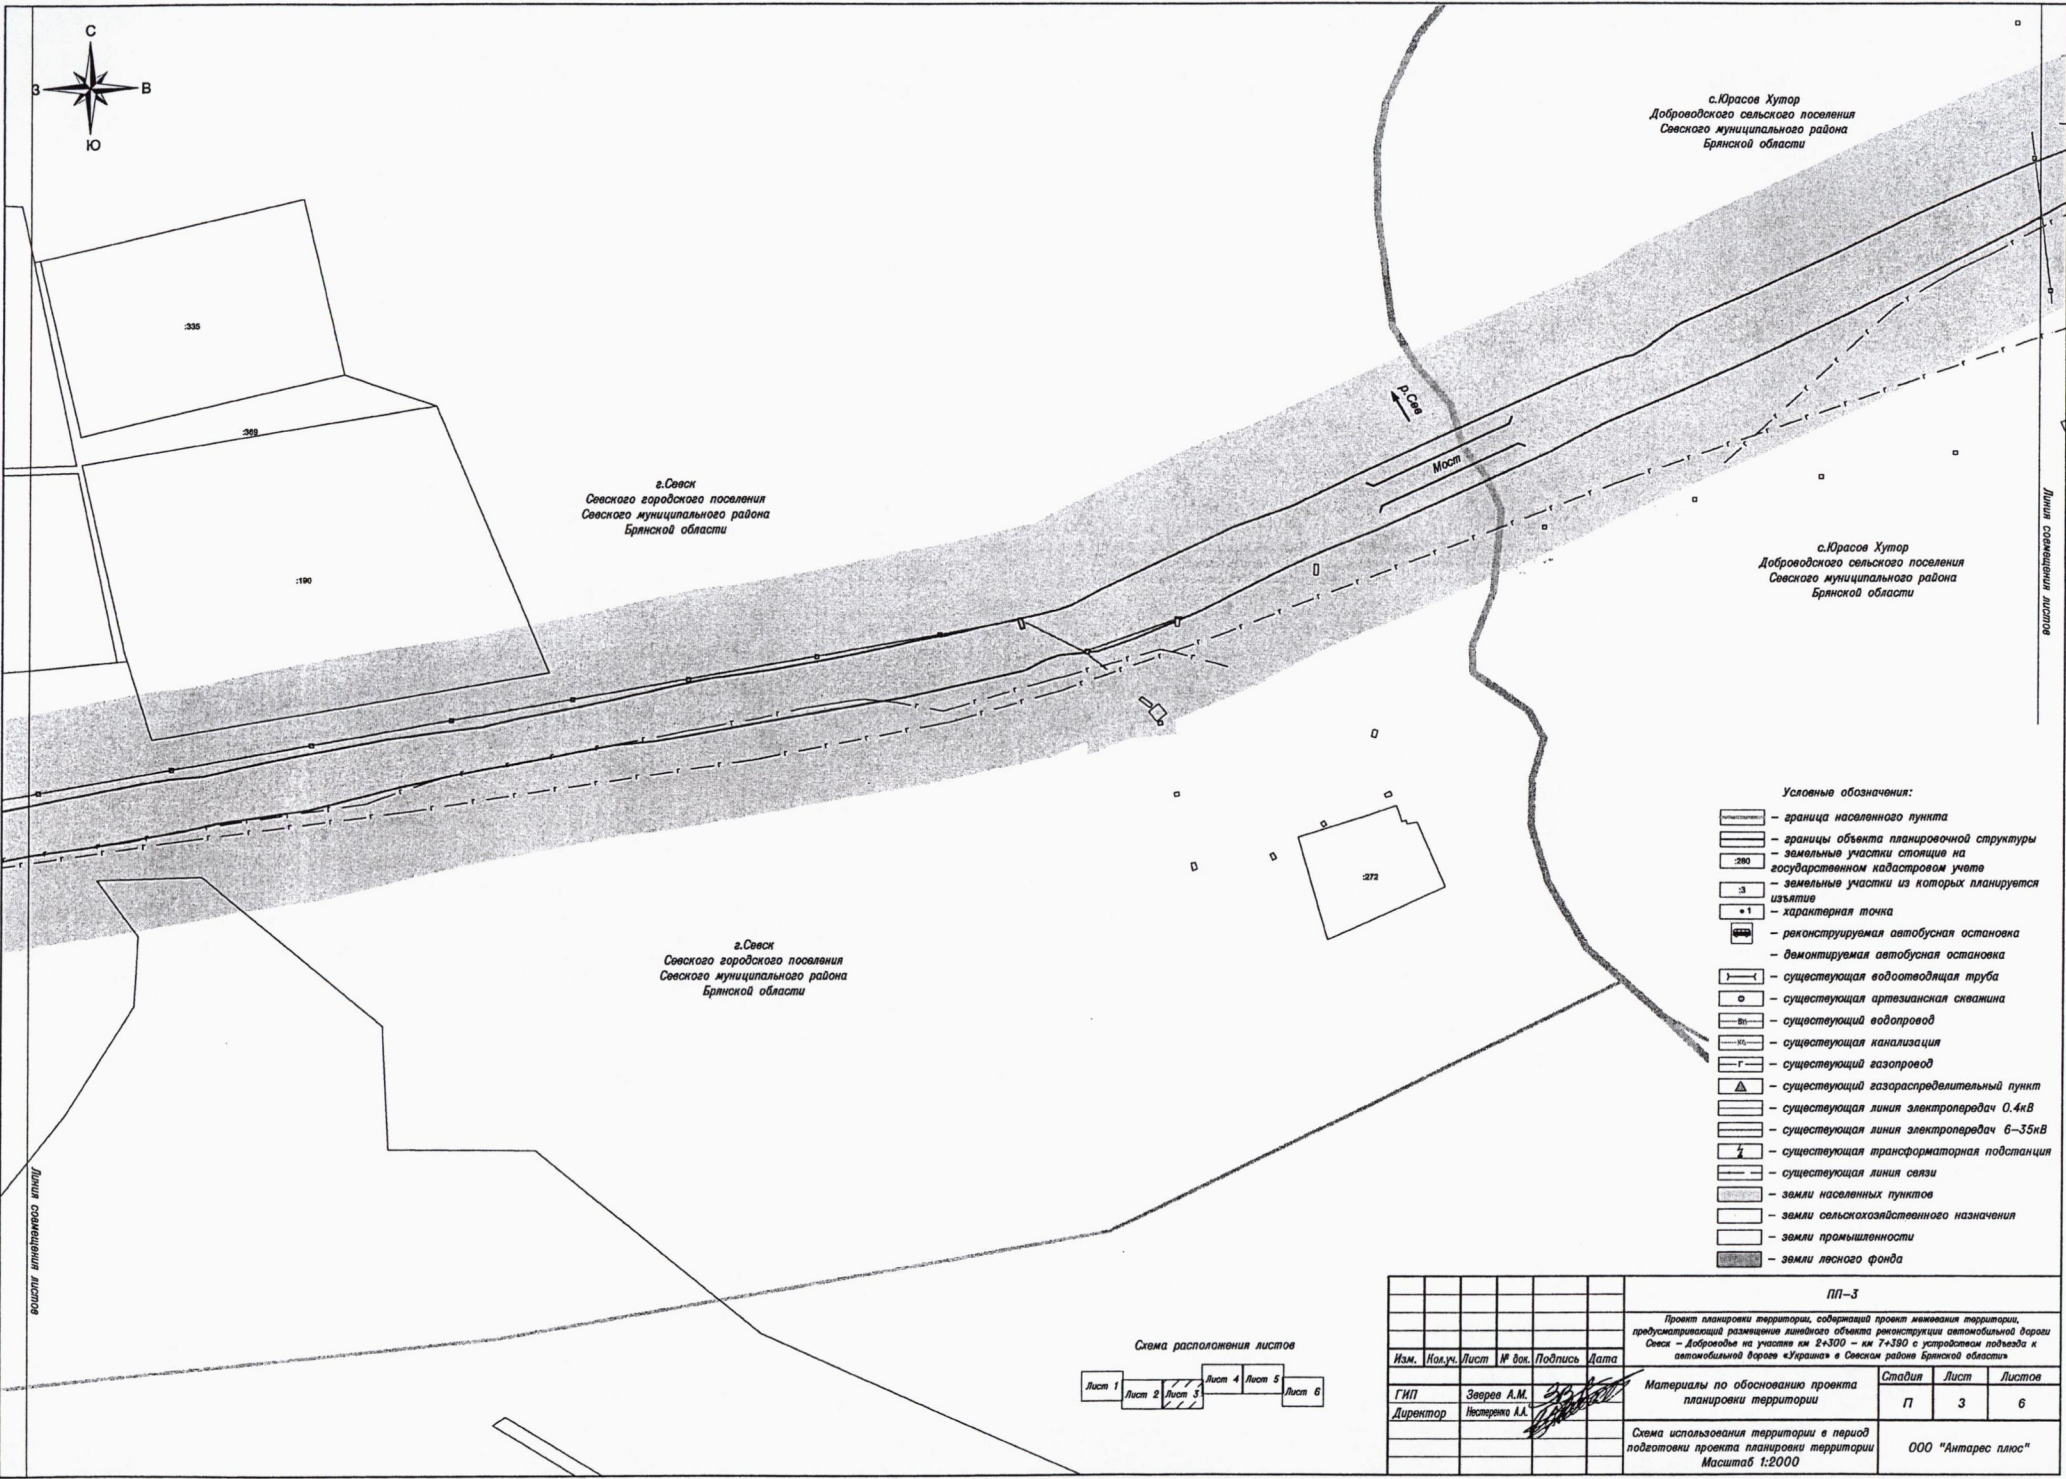 С
З
В
Ю
с.Юрасов Хутор
Доброводского сельского поселения
Севского муниципального района
Брянской области
:335
:369
:190
г.Севск
Севского городского поселения
Севского муниципального района
Брянской области
р.Сев
Мост
с.Юрасов Хутор
Доброводского сельского поселения
Севского муниципального района
Брянской области
Линия совмещения листов
:272
г.Севск
Севского городского поселения
Севского муниципального района
Брянской области
Линия совмещения листов
Условные обозначения:
– граница населенного пункта
– границы объекта планировочной структуры
:280 – земельные участки стоящие на
государственном кадастровом учете
:3 – земельные участки из которых планируется
изъятие
1 – характерная точка
– реконструируемая автобусная остановка
– демонтируемая автобусная остановка
– существующая водоотводящая труба
– существующая артезианская скважина
– существующий водопровод
– существующая канализация
Г – существующий газопровод
– существующий газораспределительный пункт
– существующая линия электропередач 0.4кВ
– существующая линия электропередач 6–35кВ
– существующая трансформаторная подстанция
– существующая линия связи
– земли населенных пунктов
– земли сельскохозяйственного назначения
– земли промышленности
– земли лесного фонда
Схема расположения листов
Лист 1 Лист 2 Лист 3 Лист 4 Лист 5 Лист 6
ПП–3
Проект планировки территории, содержащий проект межевания территории,
предусматривающий размещение линейного объекта реконструкции автомобильной дороги
Севск – Доброводье на участке км 2+300 – км 7+390 с устройством подъезда к
автомобильной дороге «Украина» в Севском районе Брянской области»
Изм. Кол.уч. Лист № док. Подпись Дата
ГИП Зверев А.М.
Директор Нестеренко А.А.
Материалы по обоснованию проекта
планировки территории
Стадия Лист Листов
П 3 6
Схема использования территории в период
подготовки проекта планировки территории
Масштаб 1:2000
ООО "Антарес плюс"